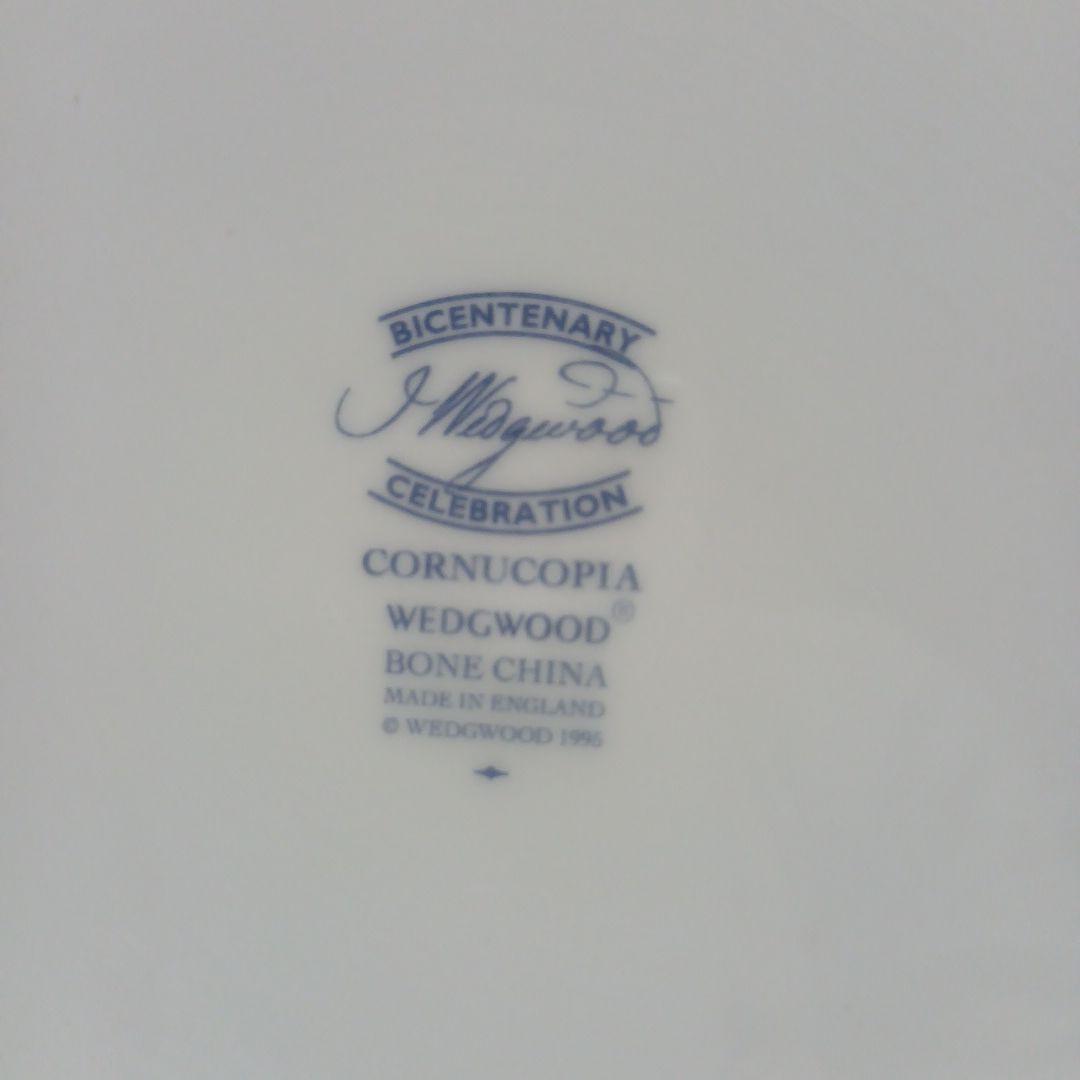 BICENTENARY
J Wedgwood
CELEBRATION
CORNUCOPIA
WEDGWOOD®
BONE CHINA
MADE IN ENGLAND
© WEDGWOOD 1995